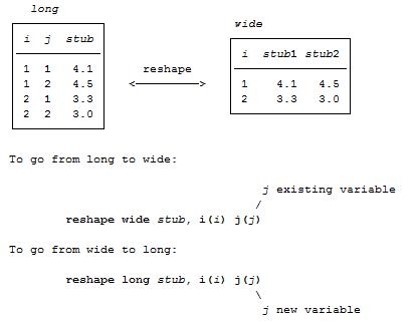 long
wide
i j stub
i stub1 stub2
1 1 4.1
1 2 4.5
2 1 3.3
2 2 3.0
reshape
<--------->
1 4.1 4.5
2 3.3 3.0
To go from long to wide:
j existing variable
/
reshape wide stub, i(i) j(j)
To go from wide to long:
reshape long stub, i(i) j(j)
\
j new variable